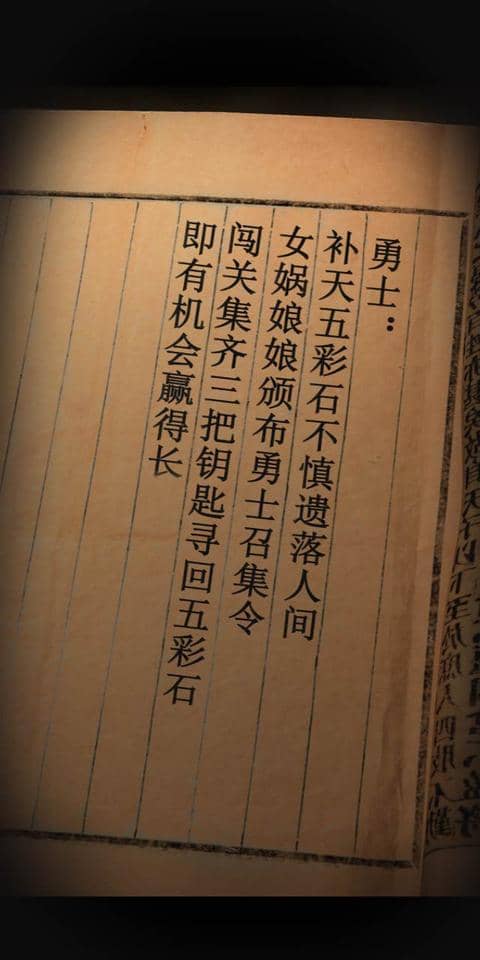 勇士：
补天五彩石不慎遗落人间
女娲娘娘颁布勇士召集令
闯关集齐三把钥匙寻回五彩石
即有机会赢得长